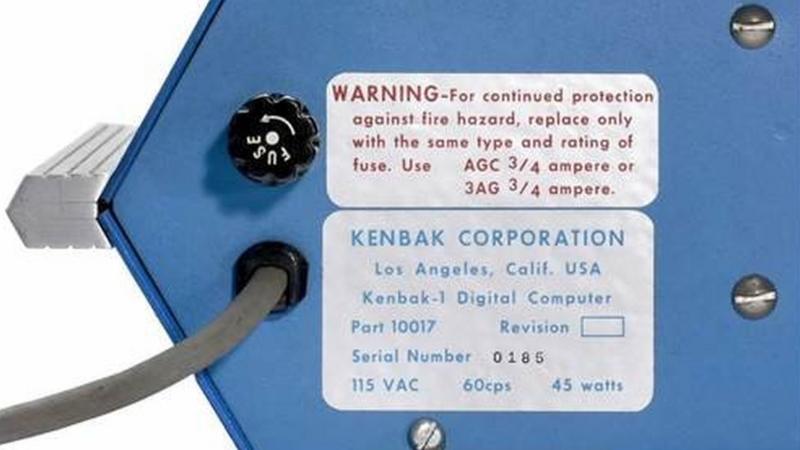 FUSE
WARNING-For continued protection
against fire hazard, replace only
with the same type and rating of
fuse. Use AGC 3/4 ampere or
3AG 3/4 ampere.
KENBAK CORPORATION
Los Angeles, Calif. USA
Kenbak-1 Digital Computer
Part 10017 Revision
Serial Number 0185
115 VAC 60cps 45 watts